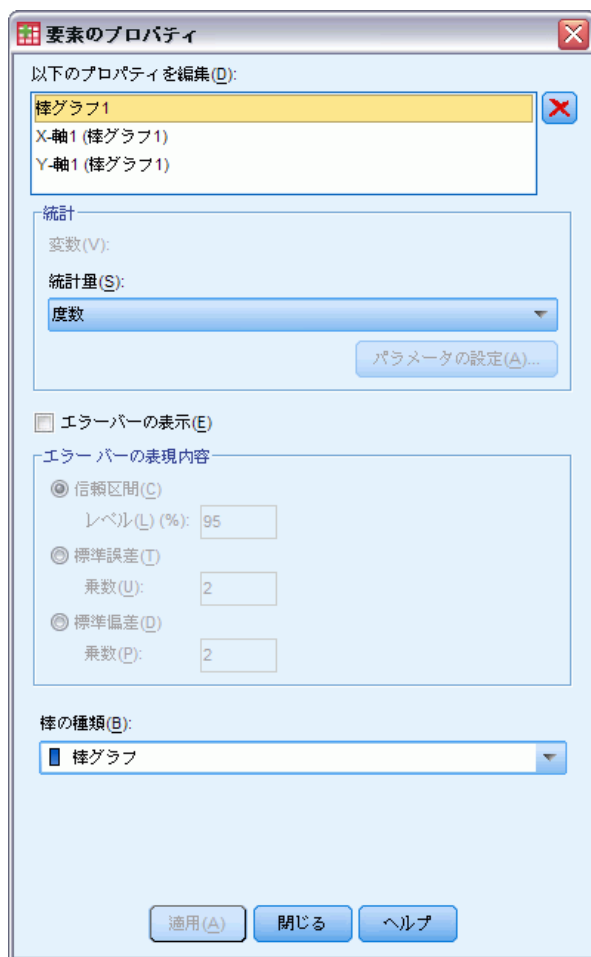 要素のプロパティ
以下のプロパティを編集(D):
棒グラフ1
X-軸1 (棒グラフ1)
Y-軸1 (棒グラフ1)
統計
変数(V):
統計量(S):
度数
パラメータの設定(A)...
エラーバーの表示(E)
エラー バーの表現内容
信頼区間(C)
レベル(L) (%): 95
標準誤差(T)
乗数(U): 2
標準偏差(D)
乗数(P): 2
棒の種類(B):
棒グラフ
適用(A) 閉じる ヘルプ